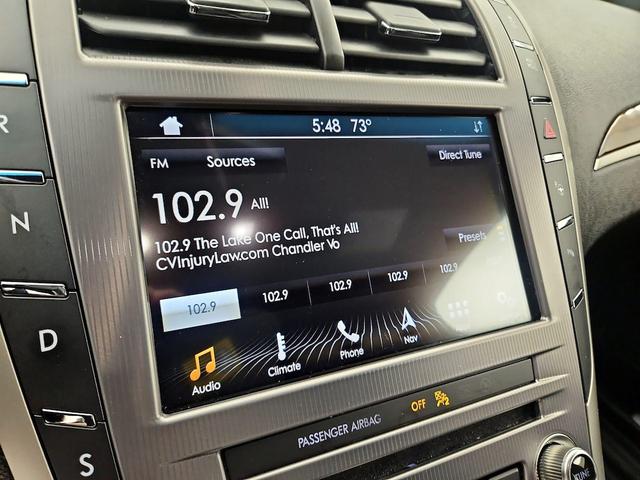 5:48 73°
FM Sources
Direct Tune
102.9 All!
102.9 The Lake One Call, That's All!
CVInjuryLaw.com Chandler Vo
Presets
102.9 102.9 102.9 102.9 102.9
Audio Climate Phone Nav
PASSENGER AIRBAG OFF
R
N
D
S
TUNE